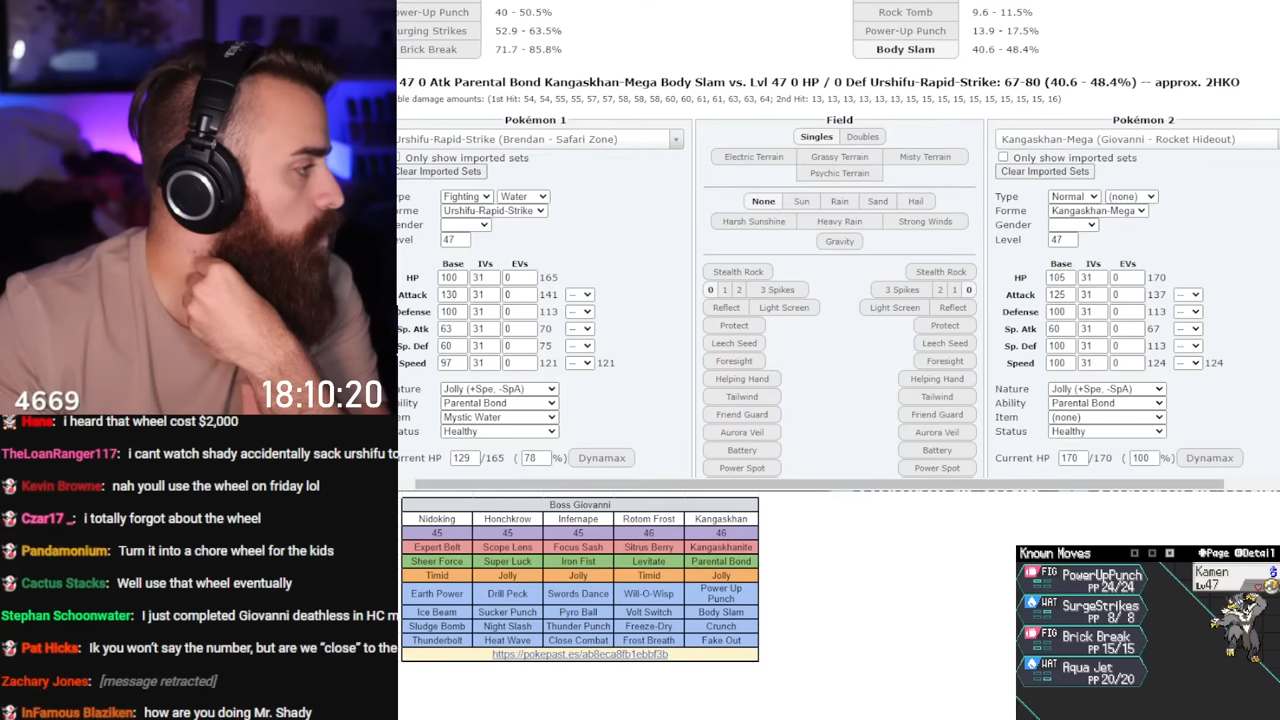 ower-Up Punch 40 - 50.5%
urging Strikes 52.9 - 63.5%
Brick Break 71.7 - 85.8%
Rock Tomb 9.6 - 11.5%
Power-Up Punch 13.9 - 17.5%
Body Slam 40.6 - 48.4%
47 0 Atk Parental Bond Kangaskhan-Mega Body Slam vs. Lvl 47 0 HP / 0 Def Urshifu-Rapid-Strike: 67-80 (40.6 - 48.4%) -- approx. 2HKO
ble damage amounts: (1st Hit: 54, 54, 55, 55, 57, 57, 58, 58, 58, 60, 60, 61, 61, 63, 63, 64; 2nd Hit: 13, 13, 13, 13, 13, 13, 15, 15, 15, 15, 15, 15, 15, 15, 15, 16)
Pokémon 1
Urshifu-Rapid-Strike (Brendan - Safari Zone)
Only show imported sets
Clear Imported Sets
Type Fighting Water
Forme Urshifu-Rapid-Strike
Gender
Level 47
Base IVs EVs
HP 100 31 0 165
Attack 130 31 0 141 --
Defense 100 31 0 113 --
Sp. Atk 63 31 0 70 --
Sp. Def 60 31 0 75 --
Speed 97 31 0 121 -- 121
Nature Jolly (+Spe, -SpA)
Ability Parental Bond
Item Mystic Water
Status Healthy
Current HP 129 /165 ( 78 %) Dynamax
Field
Singles Doubles
Electric Terrain Grassy Terrain Misty Terrain
Psychic Terrain
None Sun Rain Sand Hail
Harsh Sunshine Heavy Rain Strong Winds
Gravity
Stealth Rock Stealth Rock
0 1 2 3 Spikes 3 Spikes 2 1 0
Reflect Light Screen Light Screen Reflect
Protect Protect
Leech Seed Leech Seed
Foresight Foresight
Helping Hand Helping Hand
Tailwind Tailwind
Friend Guard Friend Guard
Aurora Veil Aurora Veil
Battery Battery
Power Spot Power Spot
Pokémon 2
Kangaskhan-Mega (Giovanni - Rocket Hideout)
Only show imported sets
Clear Imported Sets
Type Normal (none)
Forme Kangaskhan-Mega
Gender
Level 47
Base IVs EVs
HP 105 31 0 170
Attack 125 31 0 137 --
Defense 100 31 0 113 --
Sp. Atk 60 31 0 67 --
Sp. Def 100 31 0 113 --
Speed 100 31 0 124 -- 124
Nature Jolly (+Spe, -SpA)
Ability Parental Bond
Item (none)
Status Healthy
Current HP 170 /170 ( 100 %) Dynamax
4669 18:10:20
Hans: i heard that wheel cost $2,000
TheLoanRanger117: i cant watch shady accidentally sack urshifu to
Kevin Browne: nah youll use the wheel on friday lol
Czar17_: i totally forgot about the wheel
Pandamonium: Turn it into a chore wheel for the kids
Cactus Stacks: Well use that wheel eventually
Stephan Schoonwater: I just completed Giovanni deathless in HC m
Pat Hicks: Ik you won't say the number, but are we "close" to the
Zachary Jones: [message retracted]
InFamous Blaziken: how are you doing Mr. Shady
Boss Giovanni
Nidoking Honchkrow Infernape Rotom Frost Kangaskhan
45 45 45 46 46
Expert Belt Scope Lens Focus Sash Sitrus Berry Kangaskhanite
Sheer Force Super Luck Iron Fist Levitate Parental Bond
Timid Jolly Jolly Timid Jolly
Earth Power Drill Peck Swords Dance Will-O-Wisp Power Up Punch
Ice Beam Sucker Punch Pyro Ball Volt Switch Body Slam
Sludge Bomb Night Slash Thunder Punch Freeze-Dry Crunch
Thunderbolt Heat Wave Close Combat Frost Breath Fake Out
https://pokepast.es/ab8eca8fb1ebbf3b
Known Moves Page Detail
FIG PowerUpPunch
PP 24/24
WAT SurgeStrikes
PP 8/ 8
FIG Brick Break
PP 15/15
WAT Aqua Jet
PP 20/20
Kamen
Lv47